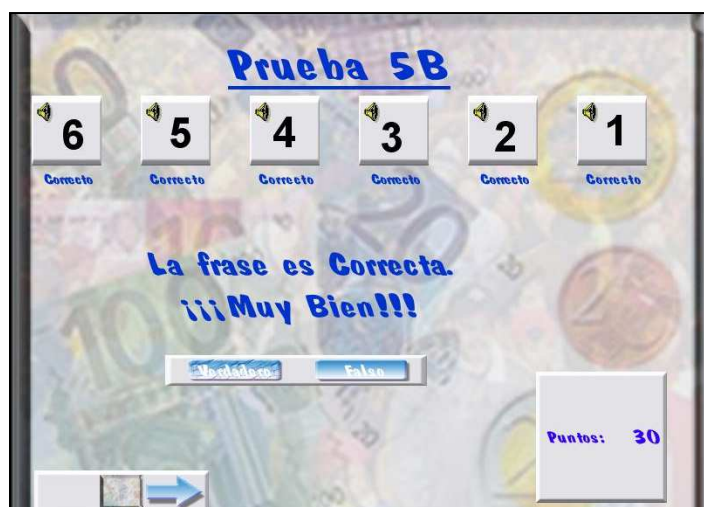 Prueba 5B
6 5 4 3 2 1
Correcto Correcto Correcto Correcto Correcto Correcto
La frase es Correcta.
¡¡¡Muy Bien!!!
Verdadero Falso
Puntos: 30